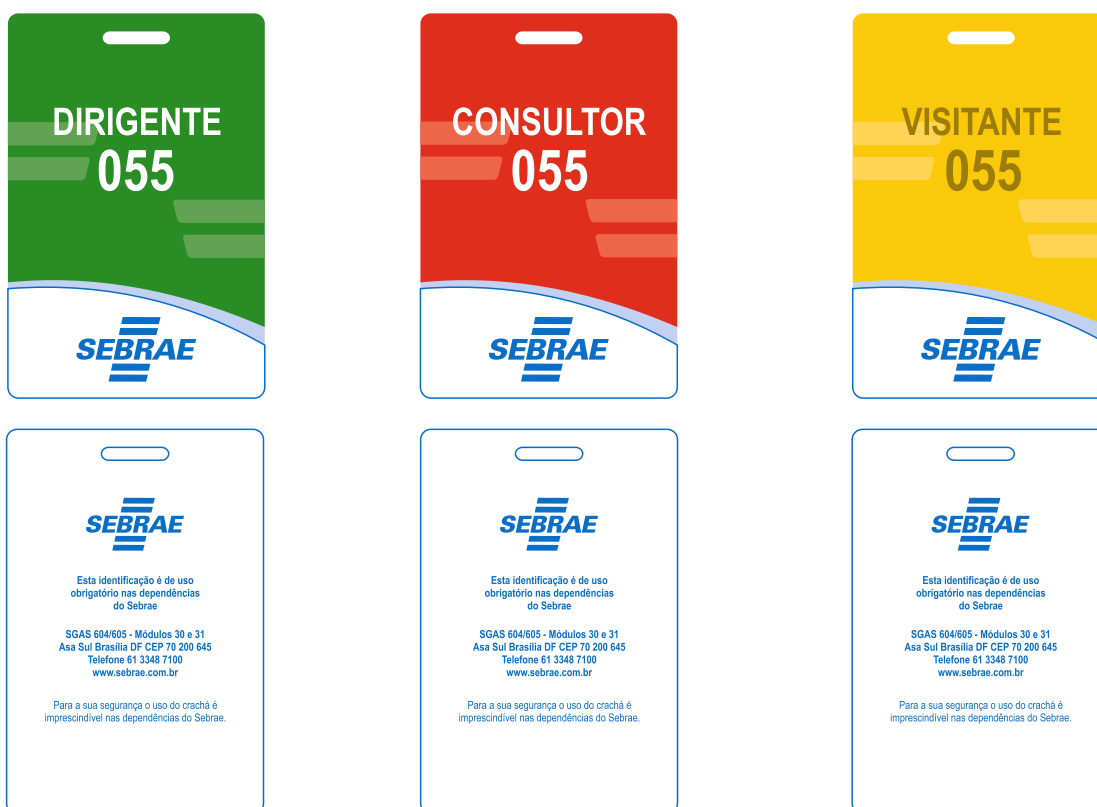 DIRIGENTE
055
SEBRAE
CONSULTOR
055
SEBRAE
VISITANTE
055
SEBRAE
SEBRAE
Esta identificação é de uso
obrigatório nas dependências
do Sebrae
SGAS 604/605 - Módulos 30 e 31
Asa Sul Brasília DF CEP 70 200 645
Telefone 61 3348 7100
www.sebrae.com.br
Para a sua segurança o uso do crachá é
imprescindível nas dependências do Sebrae.
SEBRAE
Esta identificação é de uso
obrigatório nas dependências
do Sebrae
SGAS 604/605 - Módulos 30 e 31
Asa Sul Brasília DF CEP 70 200 645
Telefone 61 3348 7100
www.sebrae.com.br
Para a sua segurança o uso do crachá é
imprescindível nas dependências do Sebrae.
SEBRAE
Esta identificação é de uso
obrigatório nas dependências
do Sebrae
SGAS 604/605 - Módulos 30 e 31
Asa Sul Brasília DF CEP 70 200 645
Telefone 61 3348 7100
www.sebrae.com.br
Para a sua segurança o uso do crachá é
imprescindível nas dependências do Sebrae.